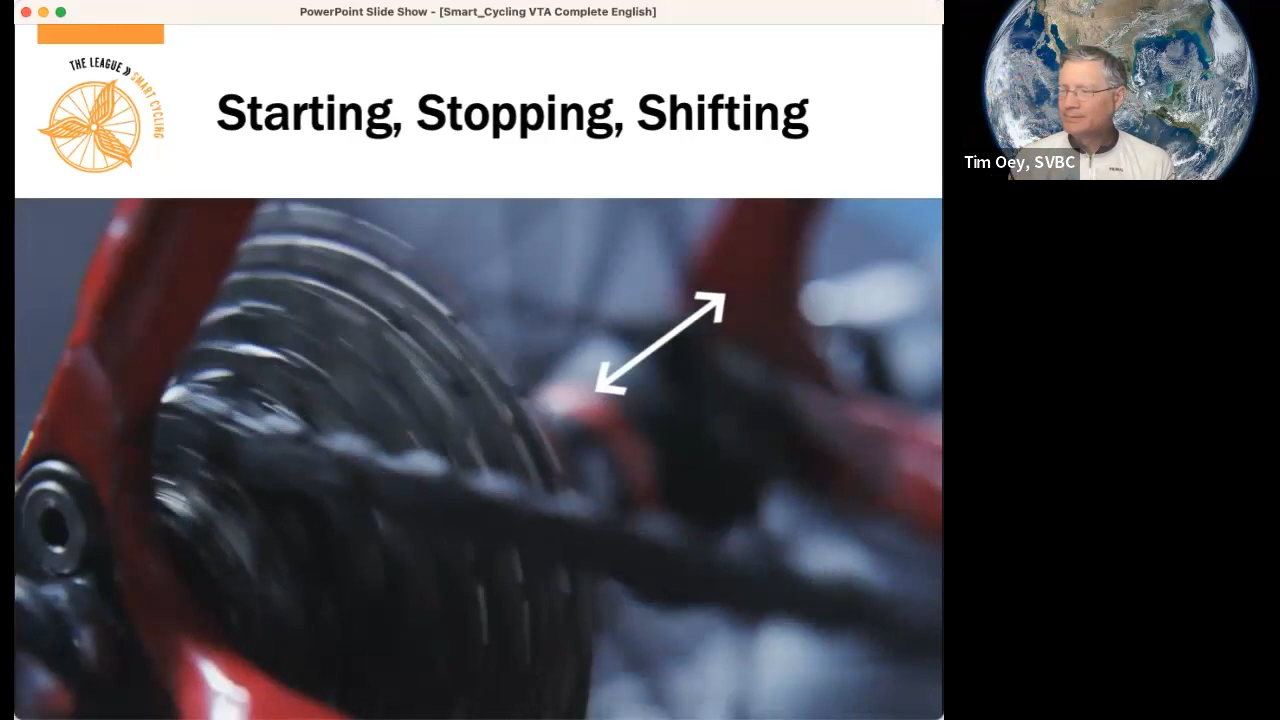 PowerPoint Slide Show - [Smart_Cycling VTA Complete English]
THE LEAGUE
SMART CYCLING
Starting, Stopping, Shifting
Tim Oey, SVBC